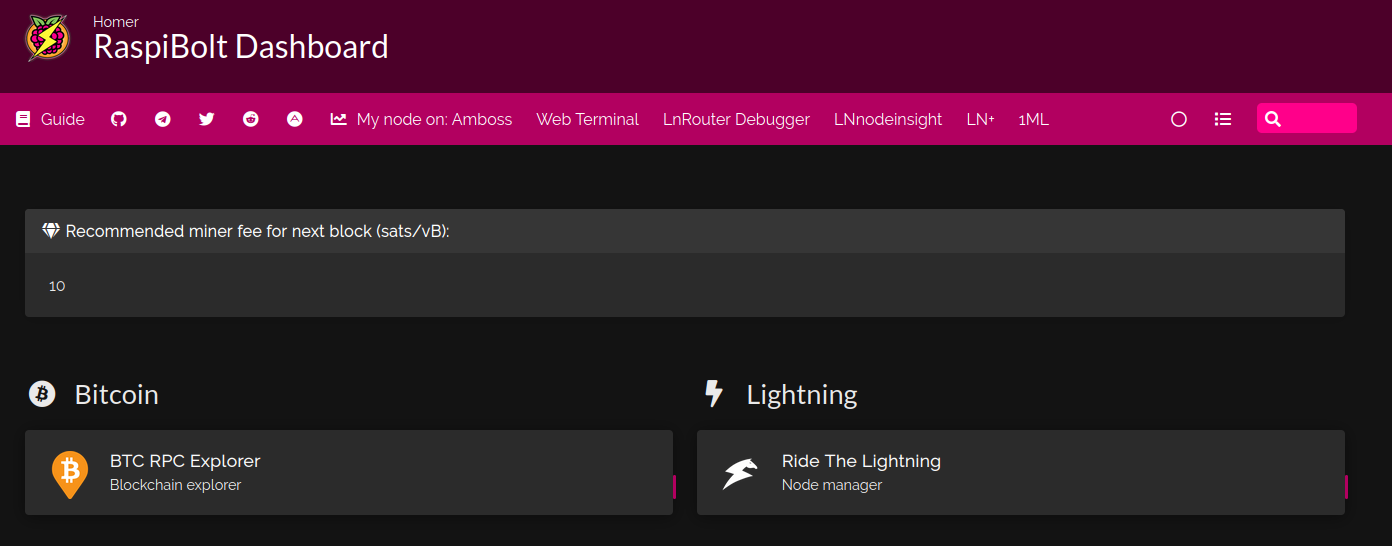 Homer
RaspiBolt Dashboard
Guide My node on: Amboss Web Terminal LnRouter Debugger LNnodeinsight LN+ 1ML
Recommended miner fee for next block (sats/vB):
10
Bitcoin
Lightning
BTC RPC Explorer
Blockchain explorer
Ride The Lightning
Node manager